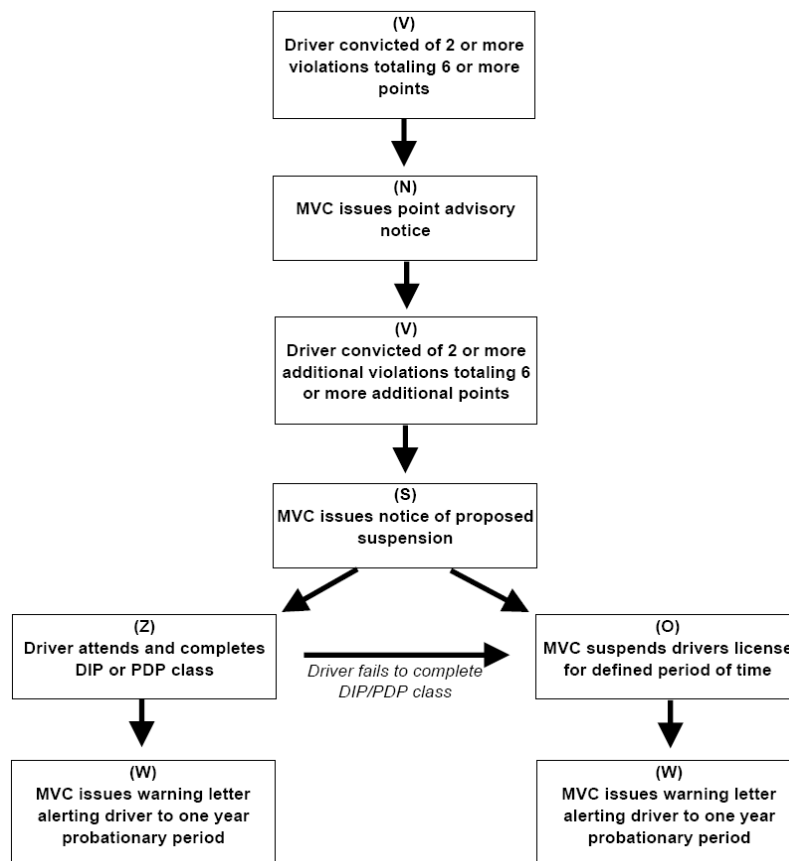 (V)
Driver convicted of 2 or more
violations totaling 6 or more
points
(N)
MVC issues point advisory
notice
(V)
Driver convicted of 2 or more
additional violations totaling 6
or more additional points
(S)
MVC issues notice of proposed
suspension
(Z)
Driver attends and completes
DIP or PDP class
Driver fails to complete
DIP/PDP class
(O)
MVC suspends drivers license
for defined period of time
(W)
MVC issues warning letter
alerting driver to one year
probationary period
(W)
MVC issues warning letter
alerting driver to one year
probationary period